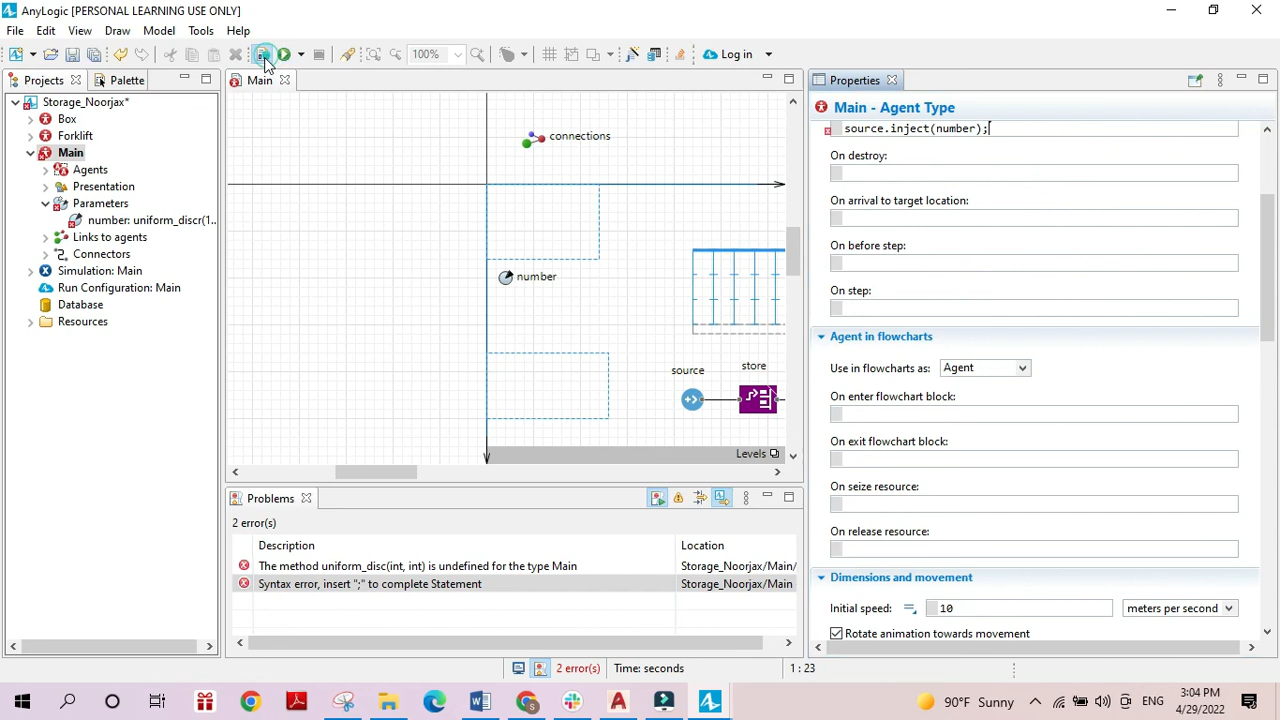 AnyLogic [PERSONAL LEARNING USE ONLY]
File Edit View Draw Model Tools Help
100% Log in
Projects Palette
Storage_Noorjax*
Box
Forklift
Main
Agents
Presentation
Parameters
number: uniform_discr(1..
Links to agents
Connectors
Simulation: Main
Run Configuration: Main
Database
Resources
Main
connections
number
source
store
Levels
Problems
2 error(s)
Description Location
The method uniform_disc(int, int) is undefined for the type Main Storage_Noorjax/Main/
Syntax error, insert ";" to complete Statement Storage_Noorjax/Main
Properties
Main - Agent Type
source.inject(number);
On destroy:
On arrival to target location:
On before step:
On step:
Agent in flowcharts
Use in flowcharts as: Agent
On enter flowchart block:
On exit flowchart block:
On seize resource:
On release resource:
Dimensions and movement
Initial speed: 10 meters per second
Rotate animation towards movement
2 error(s) Time: seconds 1 : 23
90°F Sunny ENG 3:04 PM
4/29/2022